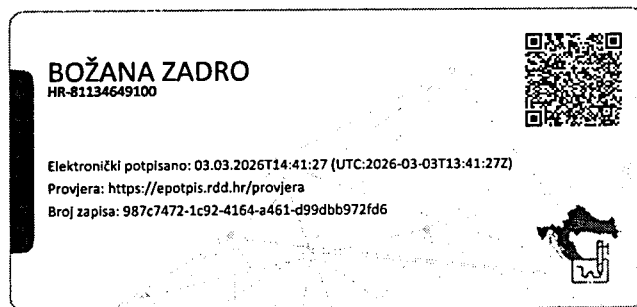 BOŽANA ZADRO
HR-81134649100
Elektronički potpisano: 03.03.2026T14:41:27 (UTC:2026-03-03T13:41:27Z)
Provjera: https://epotpis.rdd.hr/provjera
Broj zapisa: 987c7472-1c92-4164-a461-d99dbb972fd6